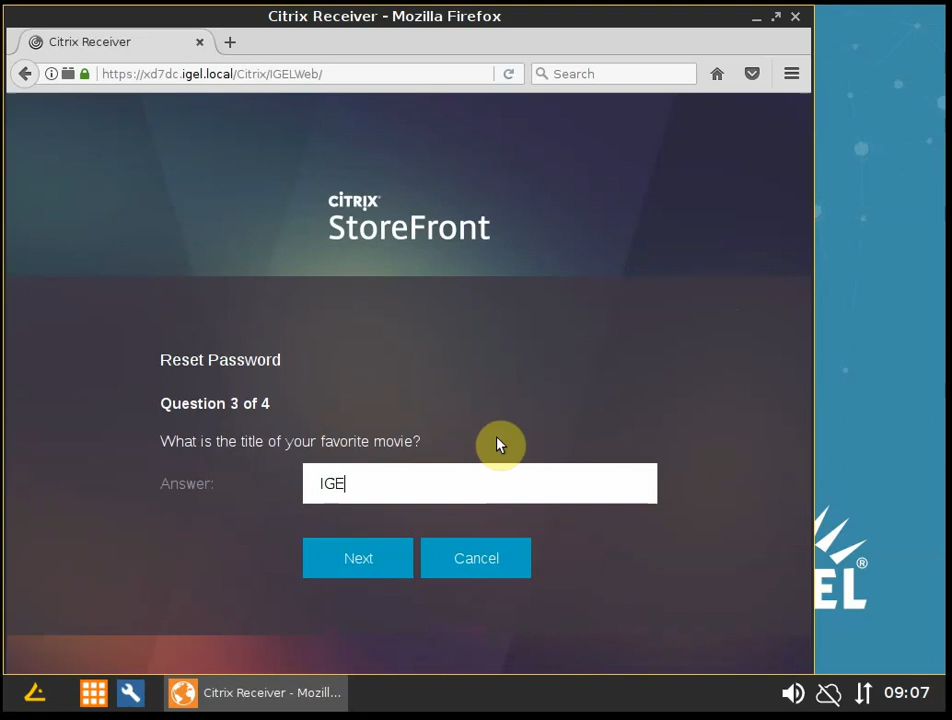 Citrix Receiver - Mozilla Firefox
Citrix Receiver
https://xd7dc.igel.local/Citrix/IGELWeb/
Search
CİTRIX
StoreFront
Reset Password
Question 3 of 4
What is the title of your favorite movie?
Answer:
IGE
Next
Cancel
EL®
Citrix Receiver - Mozill...
09:07